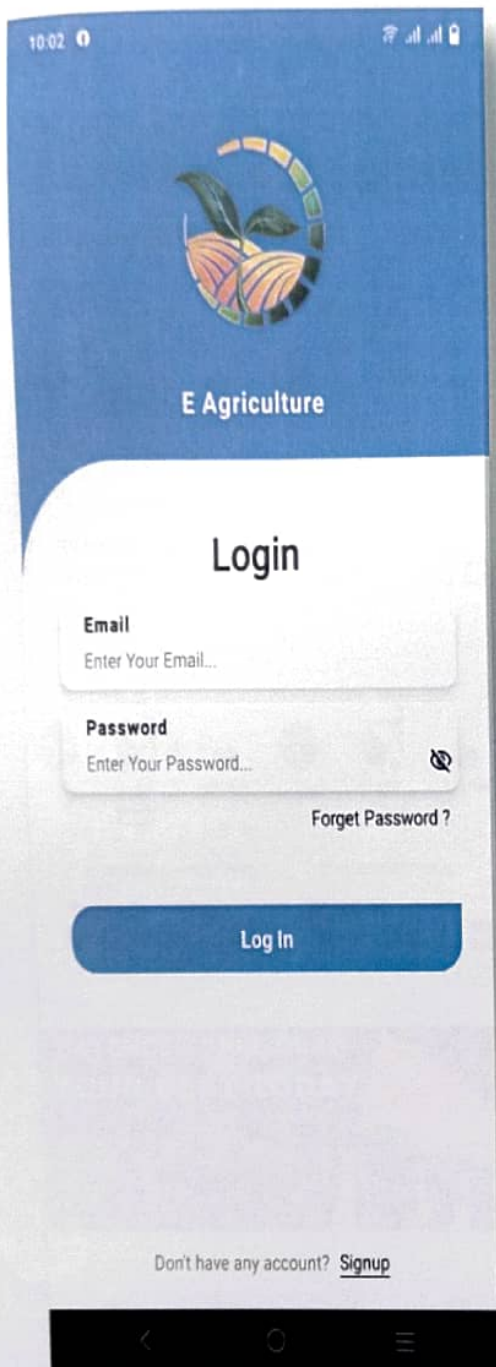 10:02
E Agriculture
Login
Email
Enter Your Email...
Password
Enter Your Password...
Forget Password ?
Log In
Don't have any account? Signup